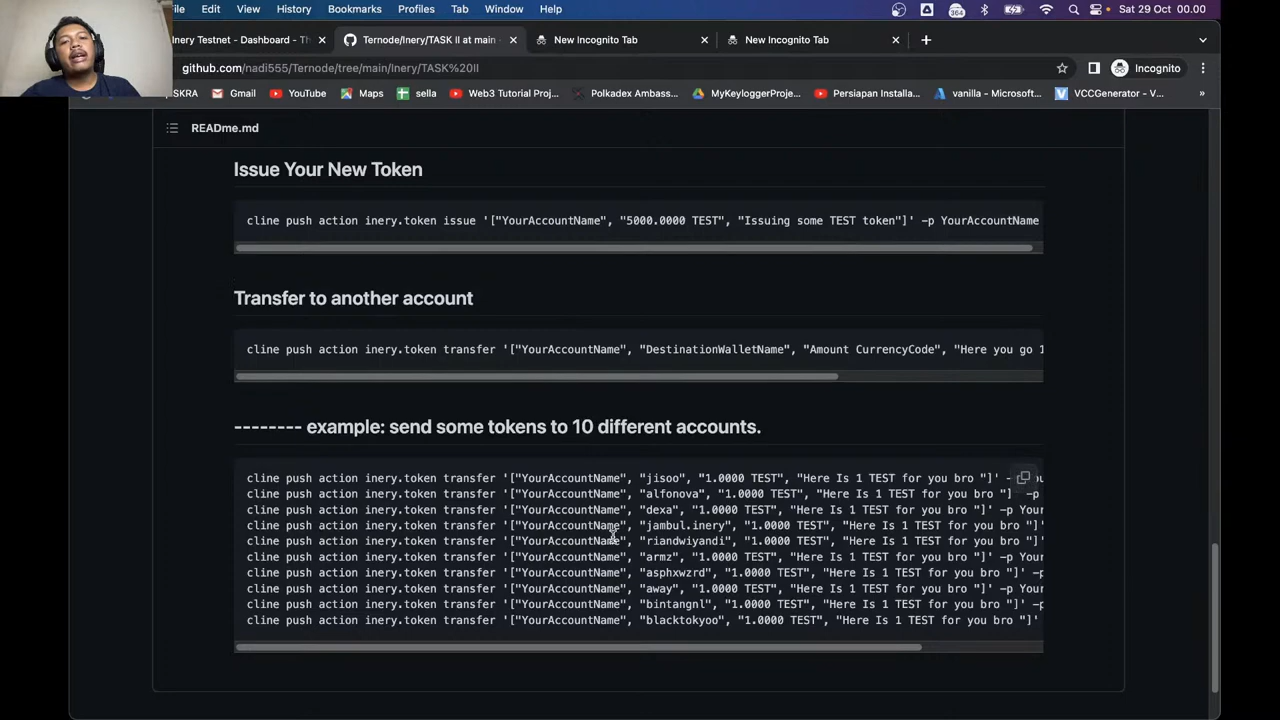 File Edit View History Bookmarks Profiles Tab Window Help 364 Sat 29 Oct 00.00
Inery Testnet - Dashboard - Th
Ternode/Inery/TASK II at main
New Incognito Tab
New Incognito Tab
github.com/nadi555/Ternode/tree/main/Inery/TASK%20II
Incognito
SKRA Gmail YouTube Maps sella Web3 Tutorial Proj... Polkadex Ambass... MyKeyloggerProje... Persiapan Installa... vanilla – Microsoft... VCCGenerator - V... »
READme.md
Issue Your New Token
cline push action inery.token issue '["YourAccountName", "5000.0000 TEST", "Issuing some TEST token"]' -p YourAccountName
Transfer to another account
cline push action inery.token transfer '["YourAccountName", "DestinationWalletName", "Amount CurrencyCode", "Here you go 1
-------- example: send some tokens to 10 different accounts.
cline push action inery.token transfer '["YourAccountName", "jisoo", "1.0000 TEST", "Here Is 1 TEST for you bro "]' -
cline push action inery.token transfer '["YourAccountName", "alfonova", "1.0000 TEST", "Here Is 1 TEST for you bro "]' -p
cline push action inery.token transfer '["YourAccountName", "dexa", "1.0000 TEST", "Here Is 1 TEST for you bro "]' -p Your
cline push action inery.token transfer '["YourAccountName", "jambul.inery", "1.0000 TEST", "Here Is 1 TEST for you bro "]'
cline push action inery.token transfer '["YourAccountName", "riandwiyandi", "1.0000 TEST", "Here Is 1 TEST for you bro "]'
cline push action inery.token transfer '["YourAccountName", "armz", "1.0000 TEST", "Here Is 1 TEST for you bro "]' -p Your
cline push action inery.token transfer '["YourAccountName", "asphxwzrd", "1.0000 TEST", "Here Is 1 TEST for you bro "]' -p
cline push action inery.token transfer '["YourAccountName", "away", "1.0000 TEST", "Here Is 1 TEST for you bro "]' -p Your
cline push action inery.token transfer '["YourAccountName", "bintangnl", "1.0000 TEST", "Here Is 1 TEST for you bro "]' -p
cline push action inery.token transfer '["YourAccountName", "blacktokyoo", "1.0000 TEST", "Here Is 1 TEST for you bro "]'